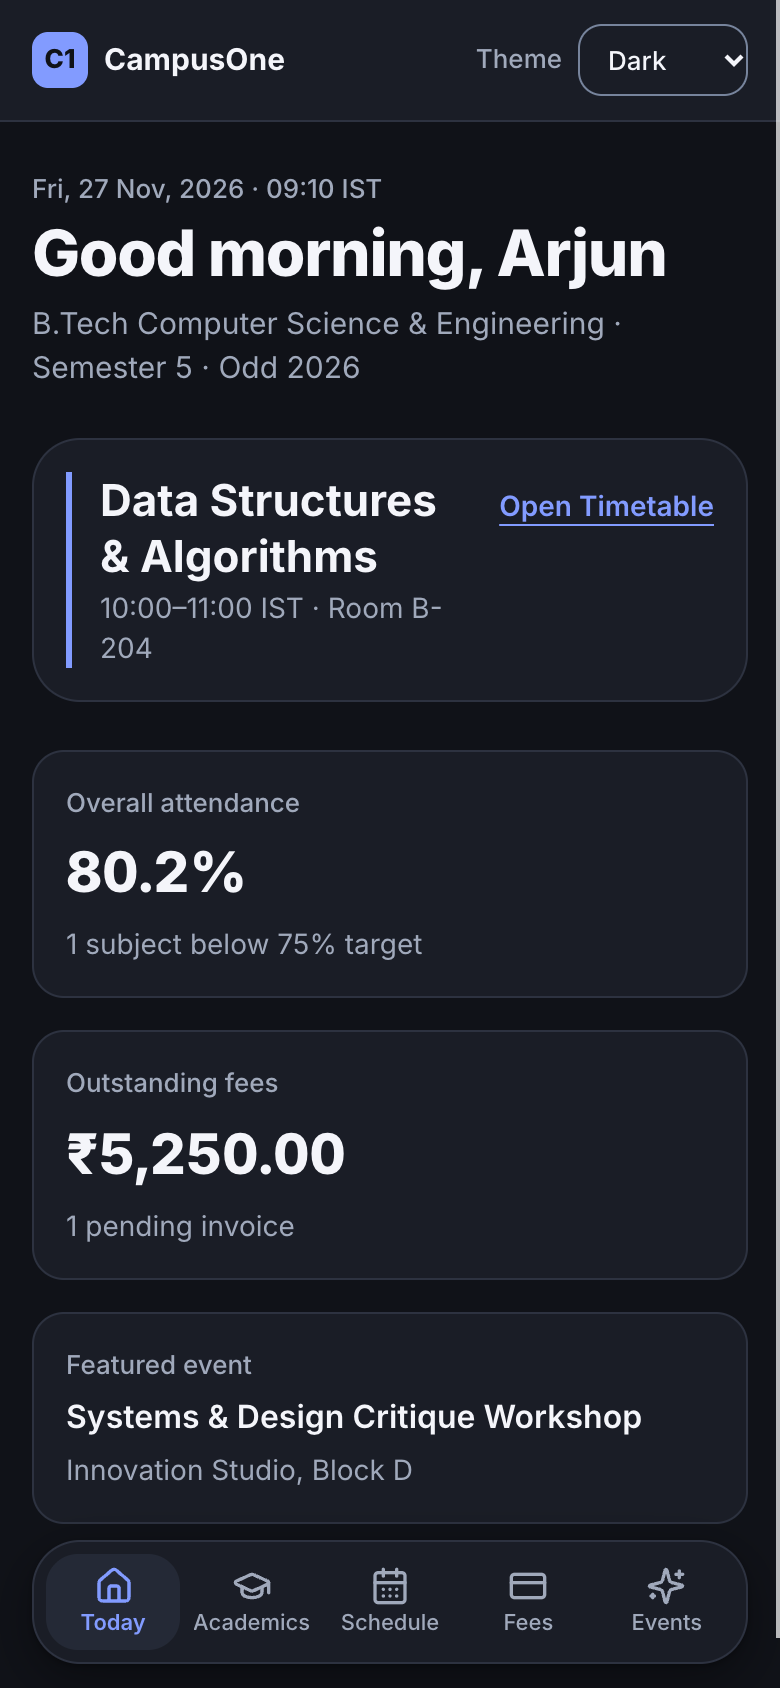 C1 CampusOne Theme Dark
Fri, 27 Nov, 2026 · 09:10 IST
Good morning, Arjun
B.Tech Computer Science & Engineering ·
Semester 5 · Odd 2026
Data Structures
& Algorithms
Open Timetable
10:00–11:00 IST · Room B-
204
Overall attendance
80.2%
1 subject below 75% target
Outstanding fees
₹5,250.00
1 pending invoice
Featured event
Systems & Design Critique Workshop
Innovation Studio, Block D
Today Academics Schedule Fees Events